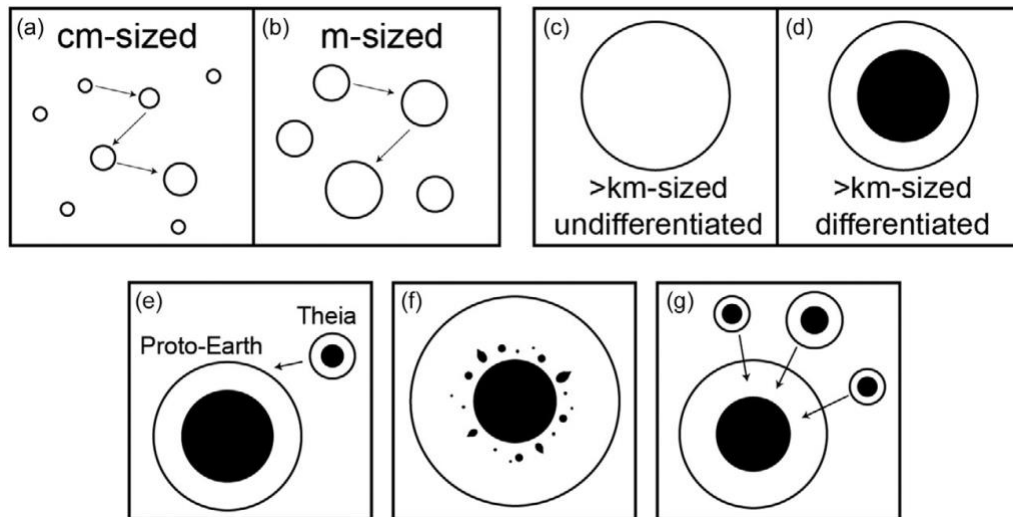 (a) cm-sized
(b) m-sized
(c)
>km-sized
undifferentiated
(d)
>km-sized
differentiated
(e)
Theia
Proto-Earth
(f)
(g)